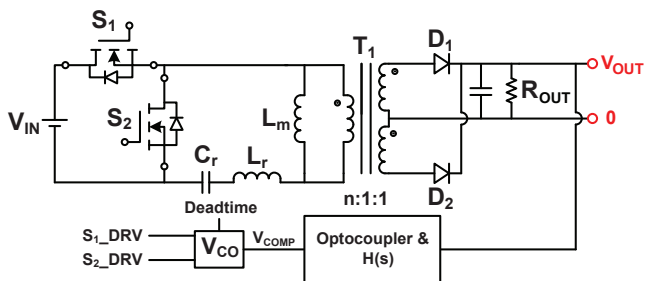 S1
T1
D1
VOUT
VIN
S2
Lm
ROUT
0
Cr
Lr
D2
n:1:1
Deadtime
S1_DRV
S2_DRV
VCO
VCOMP
Optocoupler &
H(s)